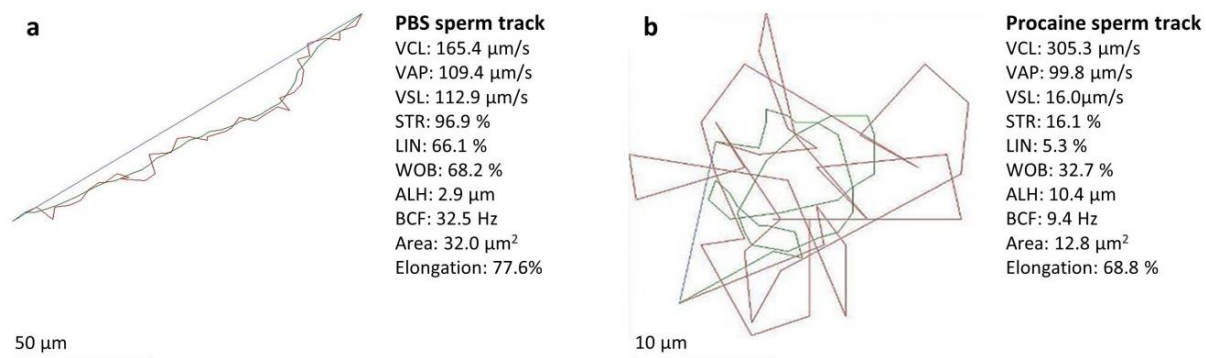 a
PBS sperm track
VCL: 165.4 µm/s
VAP: 109.4 µm/s
VSL: 112.9 µm/s
STR: 96.9 %
LIN: 66.1 %
WOB: 68.2 %
ALH: 2.9 µm
BCF: 32.5 Hz
Area: 32.0 µm²
Elongation: 77.6%
50 µm
b
Procaine sperm track
VCL: 305.3 µm/s
VAP: 99.8 µm/s
VSL: 16.0µm/s
STR: 16.1 %
LIN: 5.3 %
WOB: 32.7 %
ALH: 10.4 µm
BCF: 9.4 Hz
Area: 12.8 µm²
Elongation: 68.8 %
10 µm